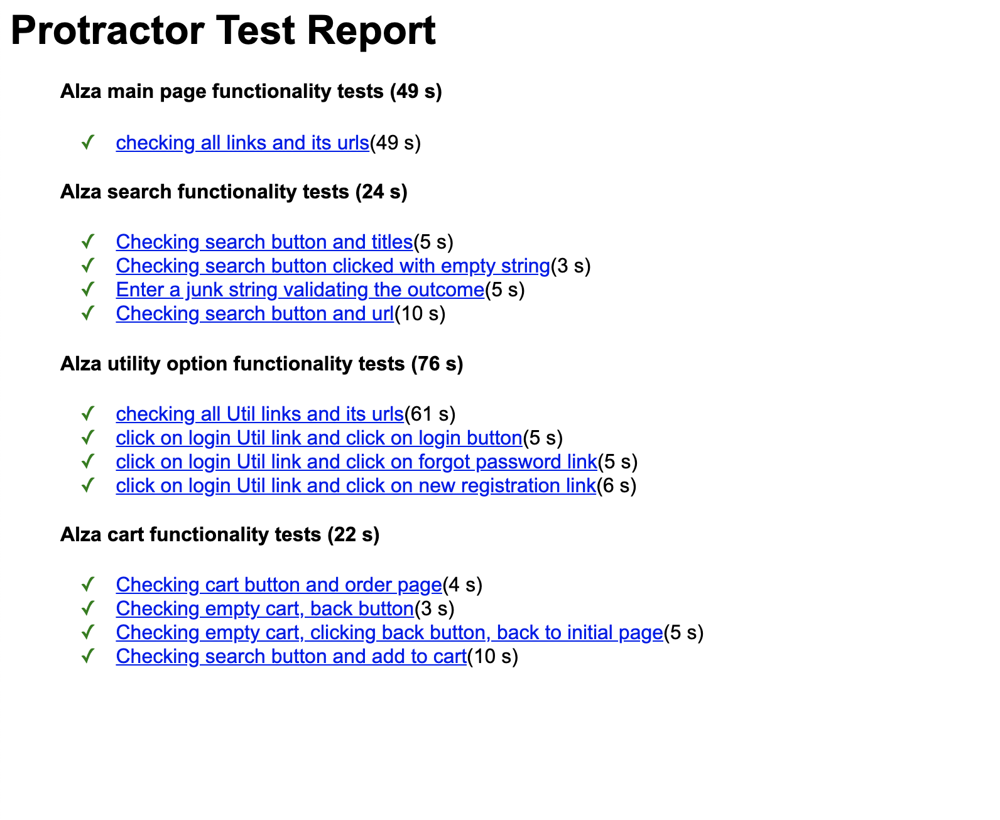 Protractor Test Report
Alza main page functionality tests (49 s)
✓ checking all links and its urls(49 s)
Alza search functionality tests (24 s)
✓ Checking search button and titles(5 s)
✓ Checking search button clicked with empty string(3 s)
✓ Enter a junk string validating the outcome(5 s)
✓ Checking search button and url(10 s)
Alza utility option functionality tests (76 s)
✓ checking all Util links and its urls(61 s)
✓ click on login Util link and click on login button(5 s)
✓ click on login Util link and click on forgot password link(5 s)
✓ click on login Util link and click on new registration link(6 s)
Alza cart functionality tests (22 s)
✓ Checking cart button and order page(4 s)
✓ Checking empty cart, back button(3 s)
✓ Checking empty cart, clicking back button, back to initial page(5 s)
✓ Checking search button and add to cart(10 s)